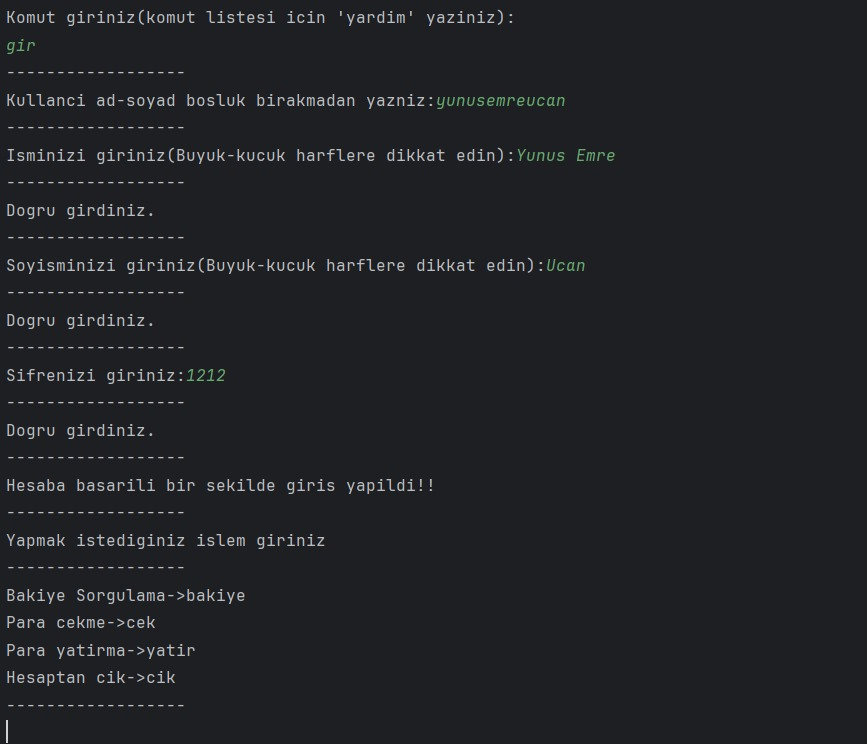 Komut giriniz(komut listesi icin 'yardim' yaziniz):
gir
------------------
Kullanci ad-soyad bosluk birakmadan yazniz:yunusemreucan
------------------
Isminizi giriniz(Buyuk-kucuk harflere dikkat edin):Yunus Emre
------------------
Dogru girdiniz.
------------------
Soyisminizi giriniz(Buyuk-kucuk harflere dikkat edin):Ucan
------------------
Dogru girdiniz.
------------------
Sifrenizi giriniz:1212
------------------
Dogru girdiniz.
------------------
Hesaba basarili bir sekilde giris yapildi!!
------------------
Yapmak istediginiz islem giriniz
------------------
Bakiye Sorgulama->bakiye
Para cekme->cek
Para yatirma->yatir
Hesaptan cik->cik
------------------